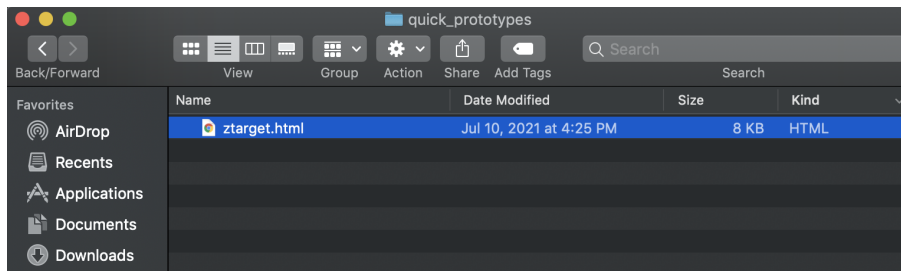 quick_prototypes
Search
Back/Forward View Group Action Share Add Tags Search
Favorites
AirDrop
Recents
Applications
Documents
Downloads
Name Date Modified Size Kind
ztarget.html Jul 10, 2021 at 4:25 PM 8 KB HTML